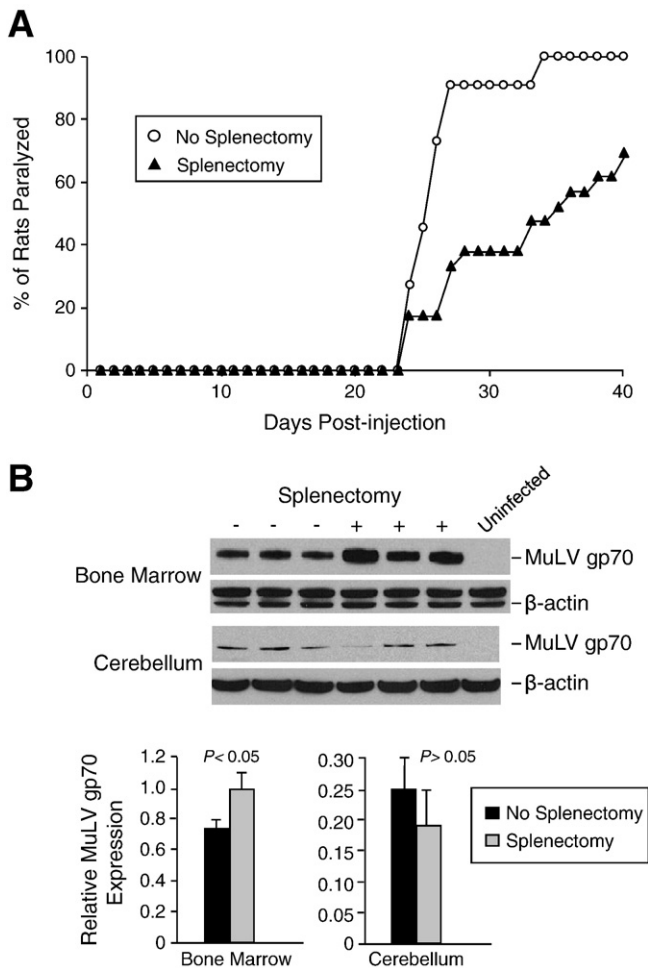 A
100
80
60
40
20
0
% of Rats Paralyzed
No Splenectomy
Splenectomy
0 10 20 30 40
Days Post-injection
B
Splenectomy
- - - + + + Uninfected
Bone Marrow
–MuLV gp70
–β-actin
Cerebellum
–MuLV gp70
–β-actin
Relative MuLV gp70
Expression
1.2
1.0
0.8
0.6
0.4
0.2
0
P< 0.05
Bone Marrow
0.30
0.25
0.20
0.15
0.10
0.05
0
P> 0.05
Cerebellum
No Splenectomy
Splenectomy